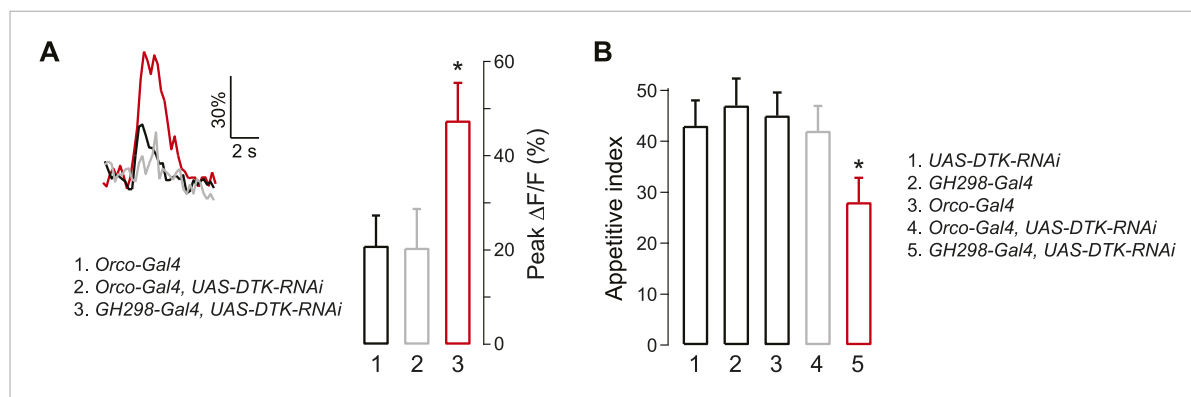 A
30%
2 s
1. Orco-Gal4
2. Orco-Gal4, UAS-DTK-RNAi
3. GH298-Gal4, UAS-DTK-RNAi
*
60
40
20
0
Peak ΔF/F (%)
1 2 3
B
Appetitive index
50
40
30
20
10
0
*
1 2 3 4 5
1. UAS-DTK-RNAi
2. GH298-Gal4
3. Orco-Gal4
4. Orco-Gal4, UAS-DTK-RNAi
5. GH298-Gal4, UAS-DTK-RNAi